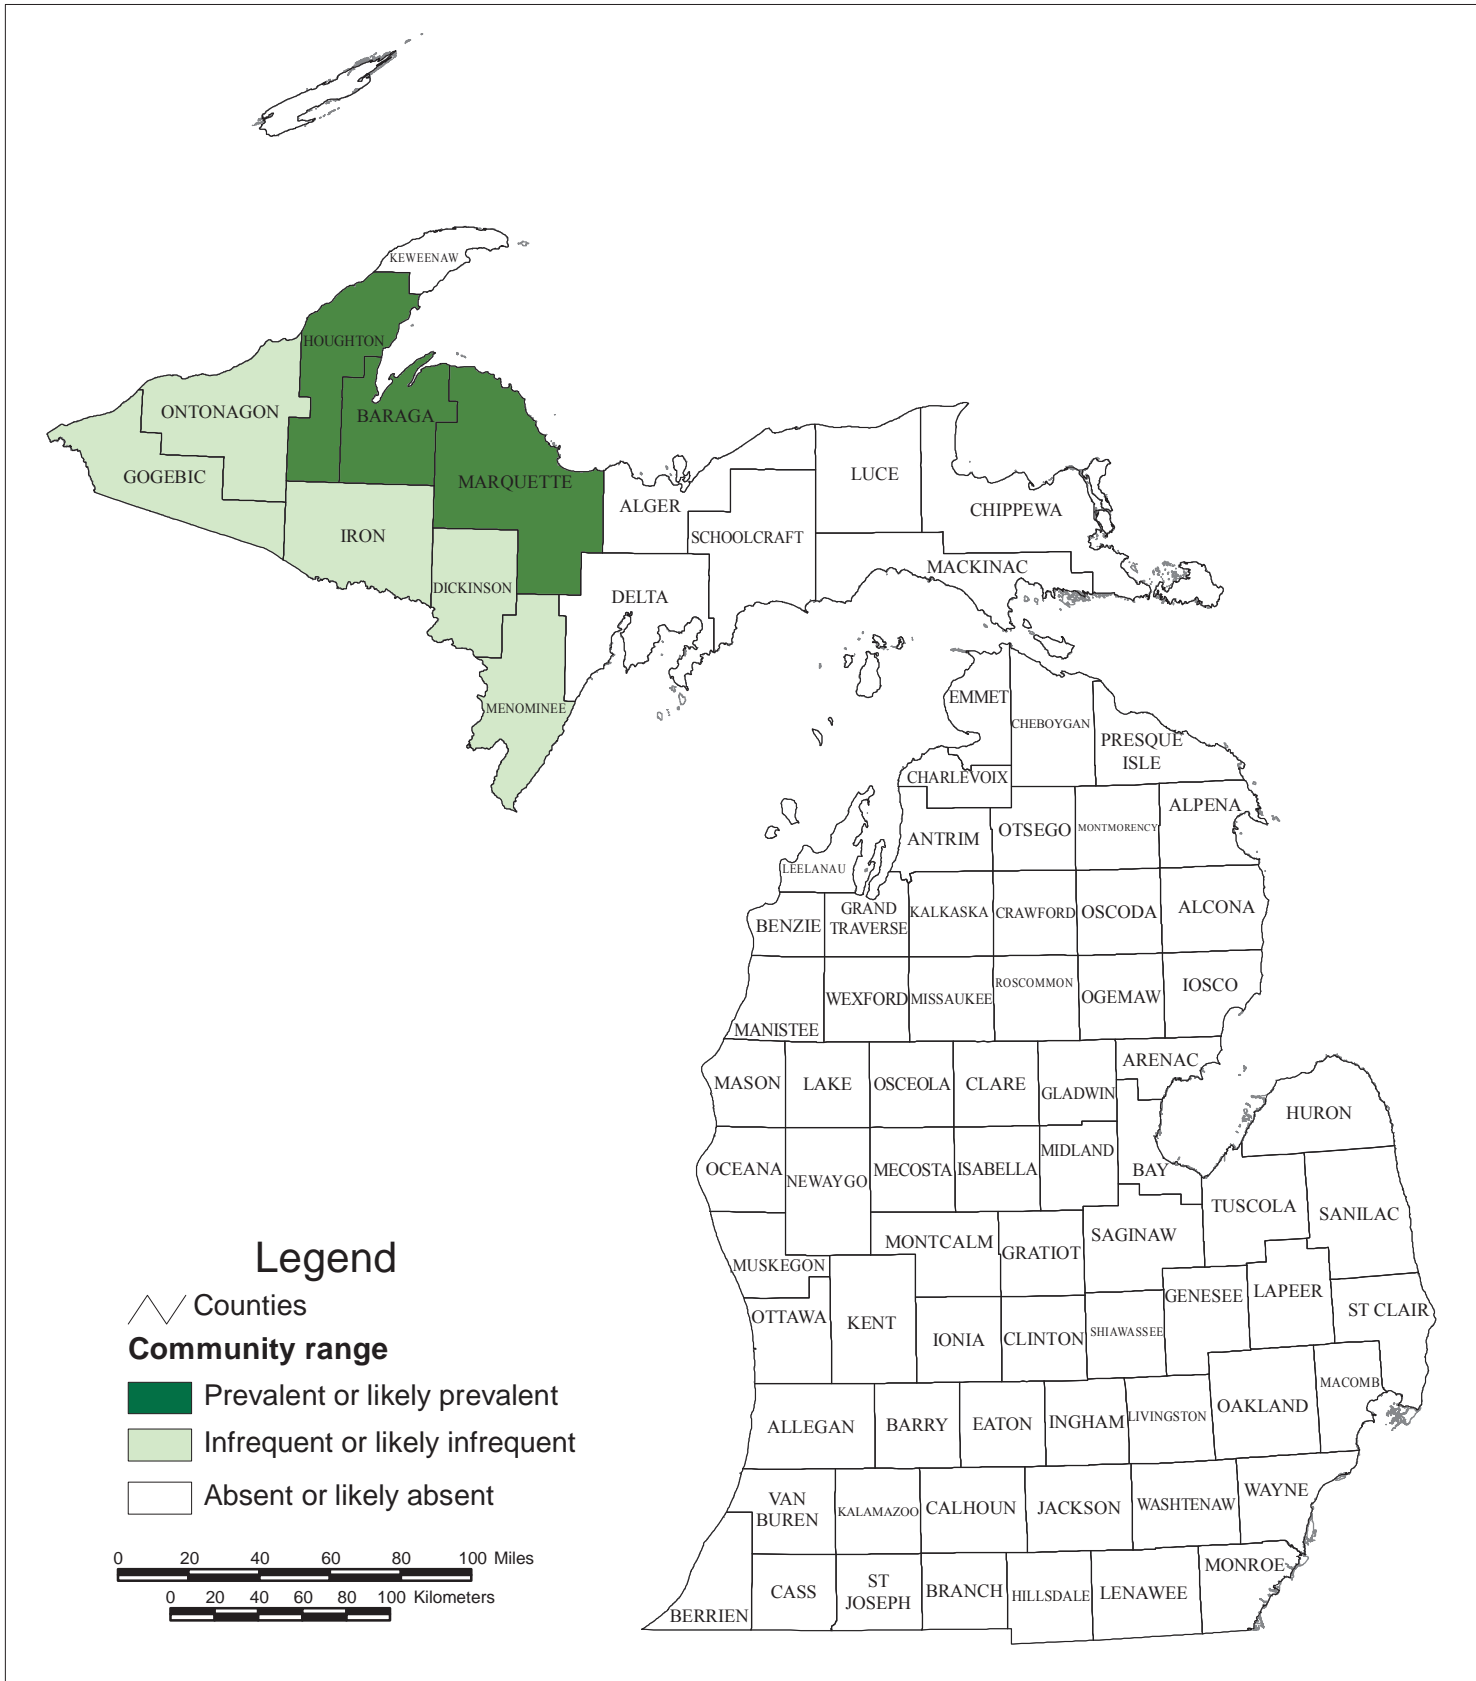 KEWEENAW
HOUGHTON
ONTONAGON
BARAGA
GOGEBIC
MARQUETTE
LUCE
ALGER
CHIPPEWA
IRON
SCHOOLCRAFT
MACKINAC
DICKINSON
DELTA
MENOMINEE
EMMET
CHEBOYGAN
PRESQUE
ISLE
CHARLEVOIX
ALPENA
ANTRIM
OTSEGO
MONTMORENCY
LEELANAU
BENZIE
GRAND
TRAVERSE
KALKASKA
CRAWFORD
OSCODA
ALCONA
MANISTEE
WEXFORD
MISSAUKEE
ROSCOMMON
OGEMAW
IOSCO
ARENAC
MASON
LAKE
OSCEOLA
CLARE
GLADWIN
HURON
OCEANA
NEWAYGO
MECOSTA
ISABELLA
MIDLAND
BAY
TUSCOLA
SANILAC
MUSKEGON
MONTCALM
GRATIOT
SAGINAW
GENESEE
LAPEER
ST CLAIR
OTTAWA
KENT
IONIA
CLINTON
SHIAWASSEE
OAKLAND
MACOMB
ALLEGAN
BARRY
EATON
INGHAM
LIVINGSTON
VAN
BUREN
KALAMAZOO
CALHOUN
JACKSON
WASHTENAW
WAYNE
BERRIEN
CASS
ST
JOSEPH
BRANCH
HILLSDALE
LENAWEE
MONROE
Legend
Counties
Community range
Prevalent or likely prevalent
Infrequent or likely infrequent
Absent or likely absent
0 20 40 60 80 100 Miles
0 20 40 60 80 100 Kilometers